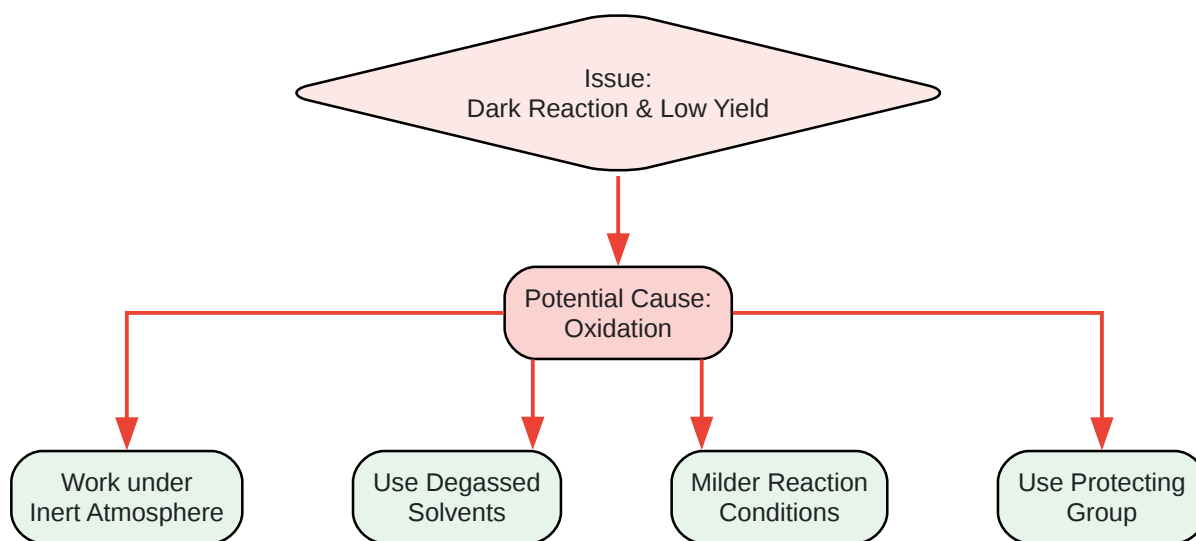 Issue:
Dark Reaction & Low Yield
Potential Cause:
Oxidation
Work under
Inert Atmosphere
Use Degassed
Solvents
Milder Reaction
Conditions
Use Protecting
Group